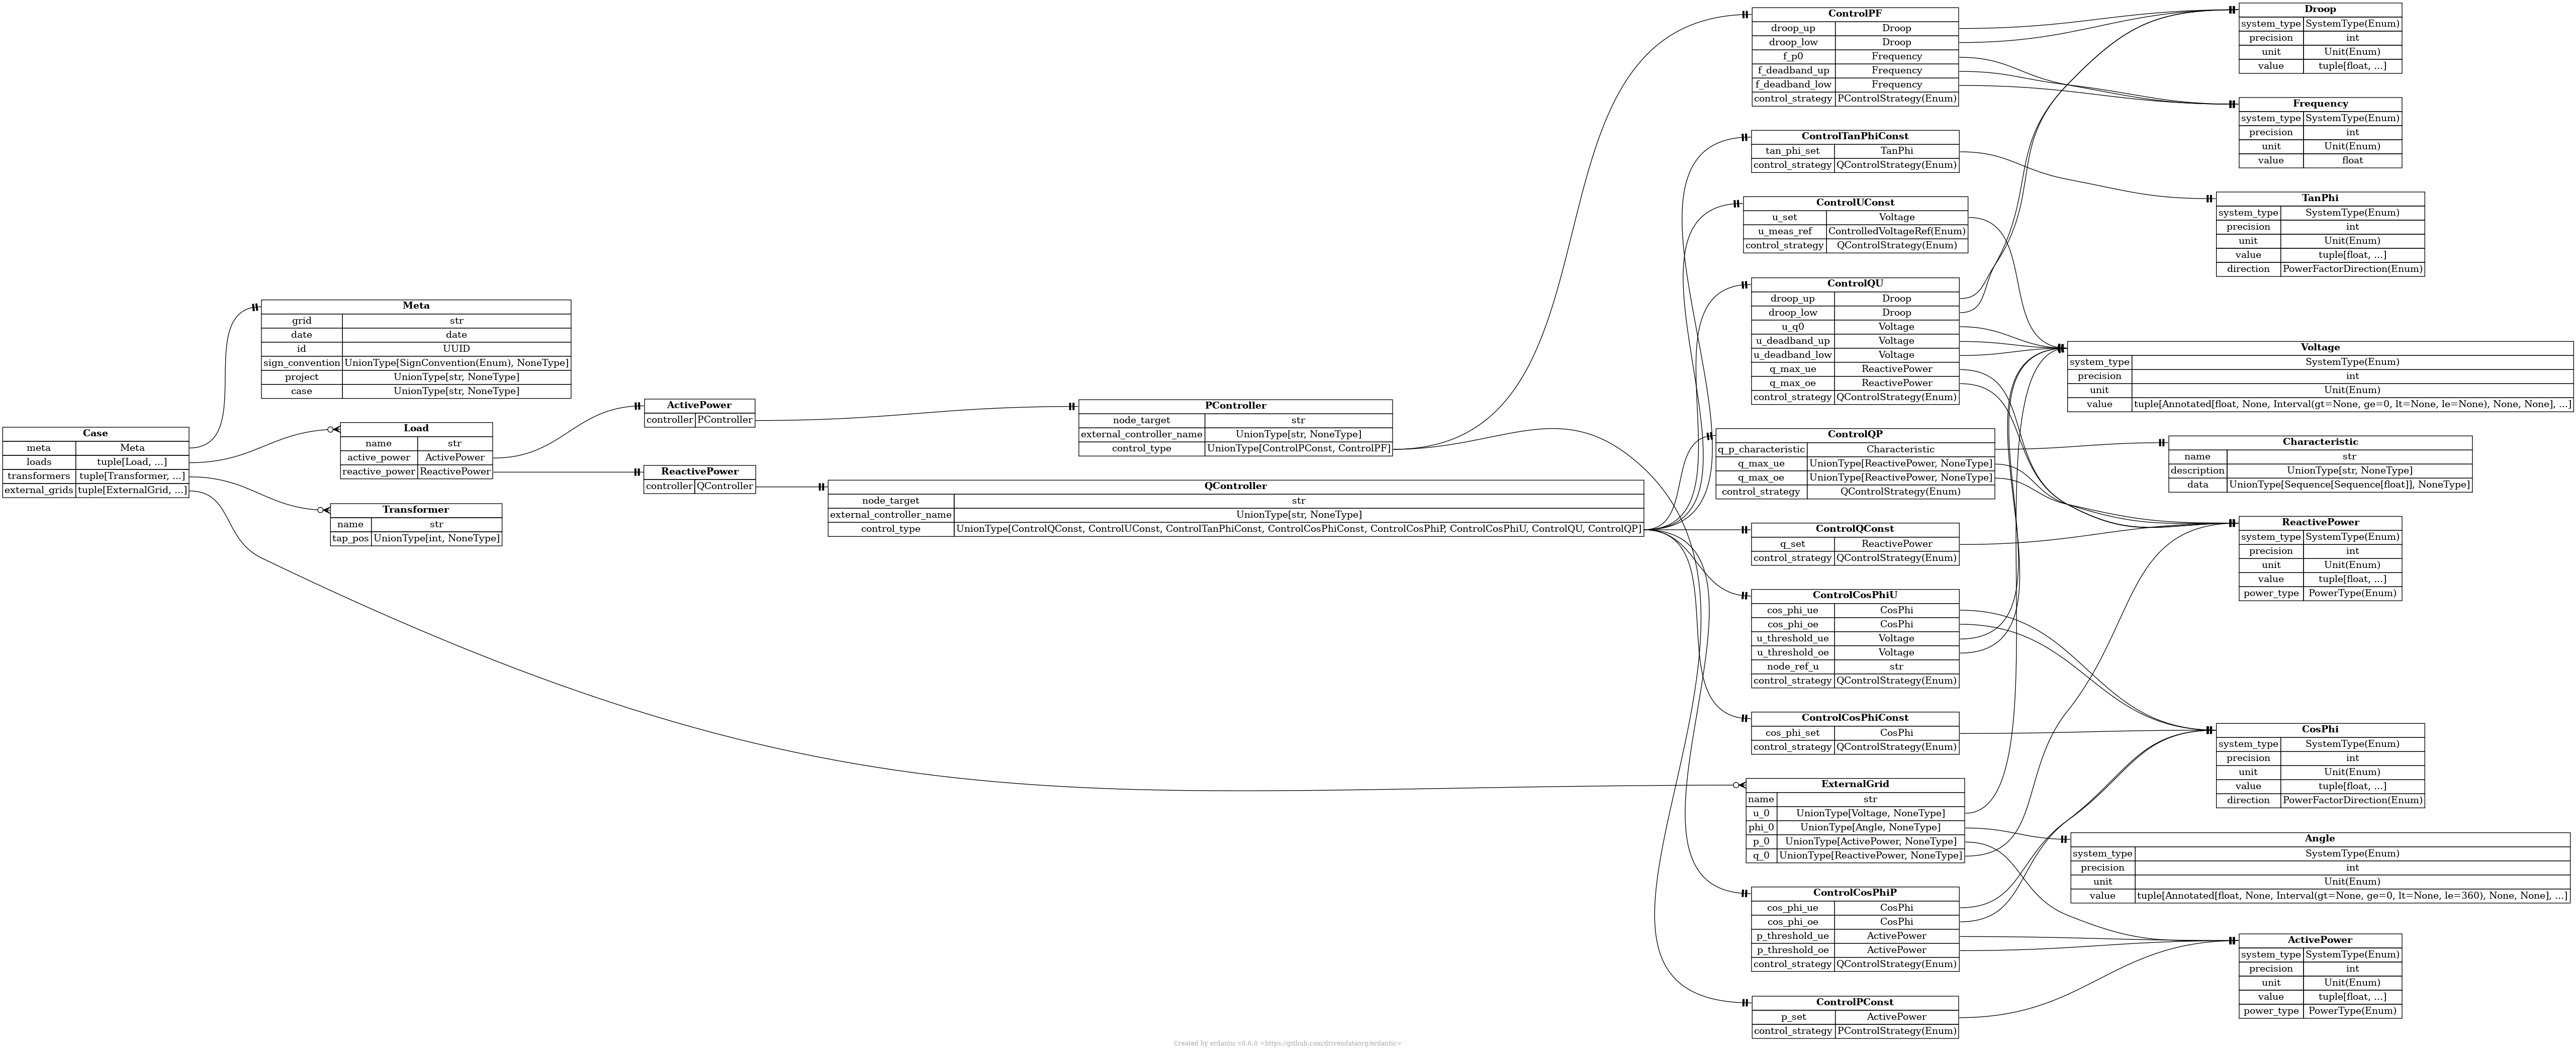 Case
meta Meta
loads tuple[Load, ...]
transformers tuple[Transformer, ...]
external_grids tuple[ExternalGrid, ...]
Meta
grid str
date date
id UUID
sign_convention UnionType[SignConvention(Enum), NoneType]
project UnionType[str, NoneType]
case UnionType[str, NoneType]
Load
name str
active_power ActivePower
reactive_power ReactivePower
Transformer
name str
tap_pos UnionType[int, NoneType]
ActivePower
controller PController
ReactivePower
controller QController
PController
node_target str
external_controller_name UnionType[str, NoneType]
control_type UnionType[ControlPConst, ControlPF]
QController
node_target str
external_controller_name UnionType[str, NoneType]
control_type UnionType[ControlQConst, ControlUConst, ControlTanPhiConst, ControlCosPhiConst, ControlCosPhiP, ControlCosPhiU, ControlQU, ControlQP]
ControlPF
droop_up Droop
droop_low Droop
f_p0 Frequency
f_deadband_up Frequency
f_deadband_low Frequency
control_strategy PControlStrategy(Enum)
ControlTanPhiConst
tan_phi_set TanPhi
control_strategy QControlStrategy(Enum)
ControlUConst
u_set Voltage
u_meas_ref ControlledVoltageRef(Enum)
control_strategy QControlStrategy(Enum)
ControlQU
droop_up Droop
droop_low Droop
u_q0 Voltage
u_deadband_up Voltage
u_deadband_low Voltage
q_max_ue ReactivePower
q_max_oe ReactivePower
control_strategy QControlStrategy(Enum)
ControlQP
q_p_characteristic Characteristic
q_max_ue UnionType[ReactivePower, NoneType]
q_max_oe UnionType[ReactivePower, NoneType]
control_strategy QControlStrategy(Enum)
ControlQConst
q_set ReactivePower
control_strategy QControlStrategy(Enum)
ControlCosPhiU
cos_phi_ue CosPhi
cos_phi_oe CosPhi
u_threshold_ue Voltage
u_threshold_oe Voltage
node_ref_u str
control_strategy QControlStrategy(Enum)
ControlCosPhiConst
cos_phi_set CosPhi
control_strategy QControlStrategy(Enum)
ExternalGrid
name str
u_0 UnionType[Voltage, NoneType]
phi_0 UnionType[Angle, NoneType]
p_0 UnionType[ActivePower, NoneType]
q_0 UnionType[ReactivePower, NoneType]
ControlCosPhiP
cos_phi_ue CosPhi
cos_phi_oe CosPhi
p_threshold_ue ActivePower
p_threshold_oe ActivePower
control_strategy QControlStrategy(Enum)
ControlPConst
p_set ActivePower
control_strategy PControlStrategy(Enum)
Droop
system_type SystemType(Enum)
precision int
unit Unit(Enum)
value tuple[float, ...]
Frequency
system_type SystemType(Enum)
precision int
unit Unit(Enum)
value float
TanPhi
system_type SystemType(Enum)
precision int
unit Unit(Enum)
value tuple[float, ...]
direction PowerFactorDirection(Enum)
Voltage
system_type SystemType(Enum)
precision int
unit Unit(Enum)
value tuple[Annotated[float, None, Interval(gt=None, ge=0, lt=None, le=None), None, None], ...]
Characteristic
name str
description UnionType[str, NoneType]
data UnionType[Sequence[Sequence[float]], NoneType]
ReactivePower
system_type SystemType(Enum)
precision int
unit Unit(Enum)
value tuple[float, ...]
power_type PowerType(Enum)
CosPhi
system_type SystemType(Enum)
precision int
unit Unit(Enum)
value tuple[float, ...]
direction PowerFactorDirection(Enum)
Angle
system_type SystemType(Enum)
precision int
unit Unit(Enum)
value tuple[Annotated[float, None, Interval(gt=None, ge=0, lt=None, le=360), None, None], ...]
ActivePower
system_type SystemType(Enum)
precision int
unit Unit(Enum)
value tuple[float, ...]
power_type PowerType(Enum)
Created by erdantic v0.6.0 <https://github.com/drivendataorg/erdantic>